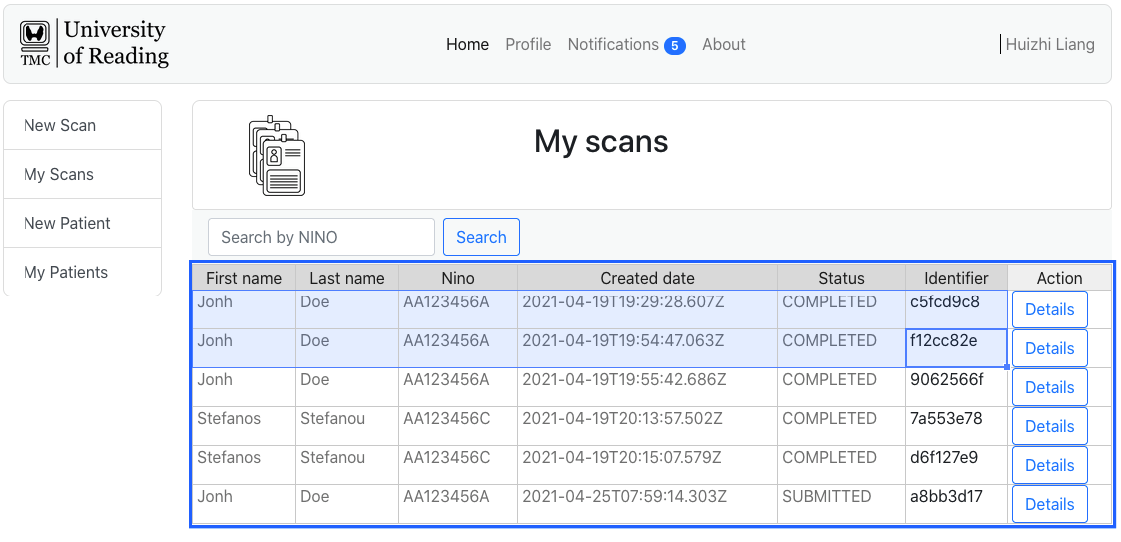 University
of Reading
TMC
Home Profile Notifications 5 About
Huizhi Liang
New Scan
My Scans
New Patient
My Patients
My scans
Search by NINO Search
First name Last name Nino Created date Status Identifier Action
Jonh Doe AA123456A 2021-04-19T19:29:28.607Z COMPLETED c5fcd9c8 Details
Jonh Doe AA123456A 2021-04-19T19:54:47.063Z COMPLETED f12cc82e Details
Jonh Doe AA123456A 2021-04-19T19:55:42.686Z COMPLETED 9062566f Details
Stefanos Stefanou AA123456C 2021-04-19T20:13:57.502Z COMPLETED 7a553e78 Details
Stefanos Stefanou AA123456C 2021-04-19T20:15:07.579Z COMPLETED d6f127e9 Details
Jonh Doe AA123456A 2021-04-25T07:59:14.303Z SUBMITTED a8bb3d17 Details